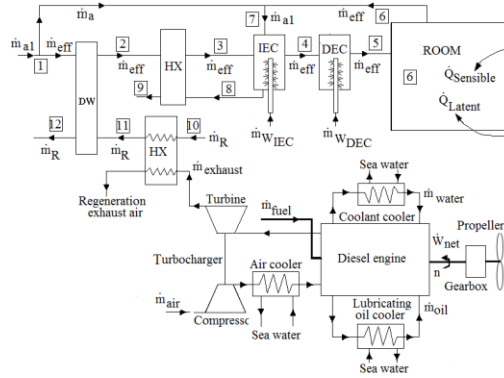 ṁa
7
ṁa1
ṁeff
6
ṁa1
ṁeff
2
3
IEC
4
DEC
5
ROOM
1
ṁeff
HX
ṁeff
ṁeff
ṁeff
6
Q̇Sensible
9
8
DW
Q̇Latent
12
11
10
ṁWIEC
ṁWDEC
ṁR
ṁR
HX
ṁR
ṁexhaust
Sea water
Regeneration
exhaust air
Turbine
ṁfuel
ṁwater
Coolant cooler
Propeller
Turbocharger
Air cooler
Diesel engine
Ẇnet
n
Gearbox
ṁair
Compresso
Lubricating
oil cooler
ṁoil
Sea water
Sea water